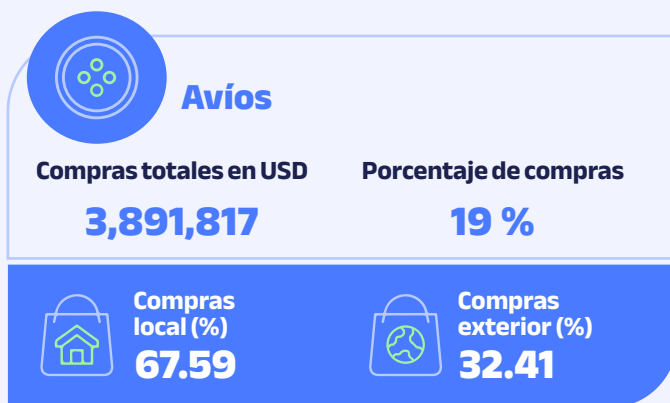 Avíos
Compras totales en USD
3,891,817
Porcentaje de compras
19 %
Compras
local (%)
67.59
Compras
exterior (%)
32.41